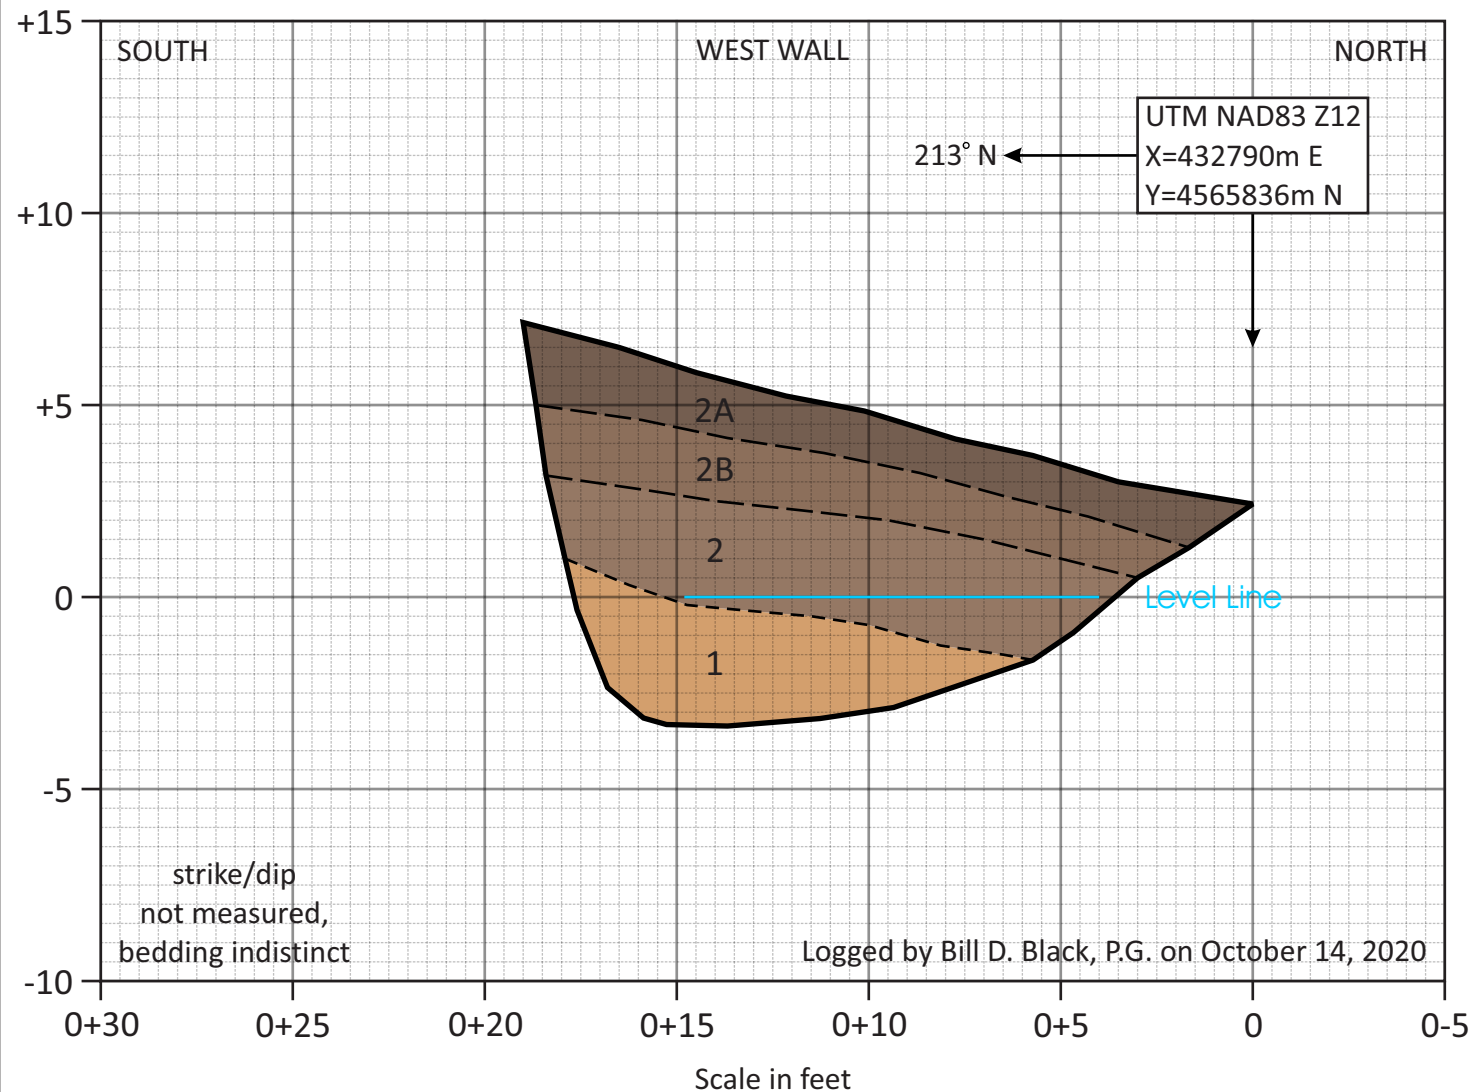 +15
SOUTH
WEST WALL
NORTH
UTM NAD83 Z12
213° N
X=432790m E
Y=4565836m N
+10
+5
2A
2B
2
0
Level Line
1
-5
strike/dip
not measured,
bedding indistinct
Logged by Bill D. Black, P.G. on October 14, 2020
-10
0+30
0+25
0+20
0+15
0+10
0+5
0
0-5
Scale in feet